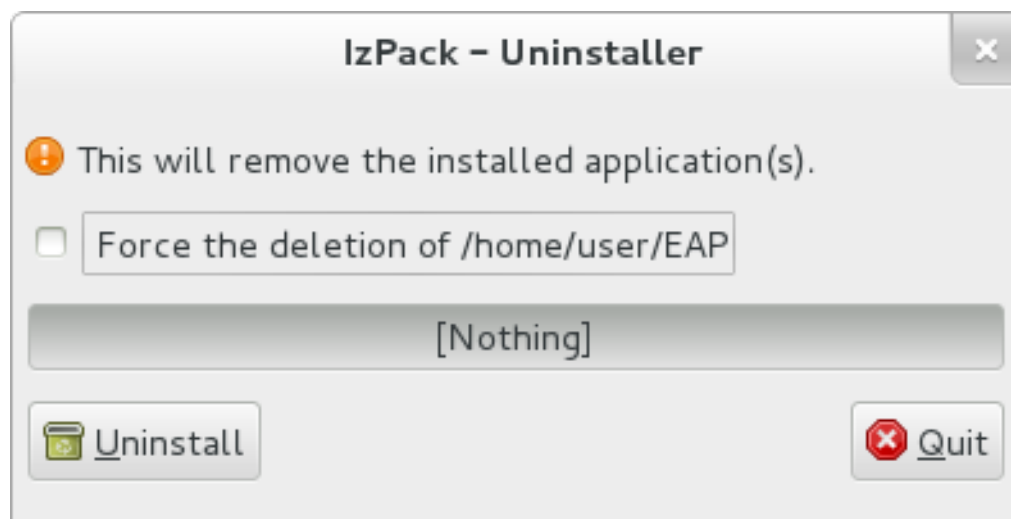 IzPack - Uninstaller
This will remove the installed application(s).
Force the deletion of /home/user/EAP
[Nothing]
Uninstall
Quit